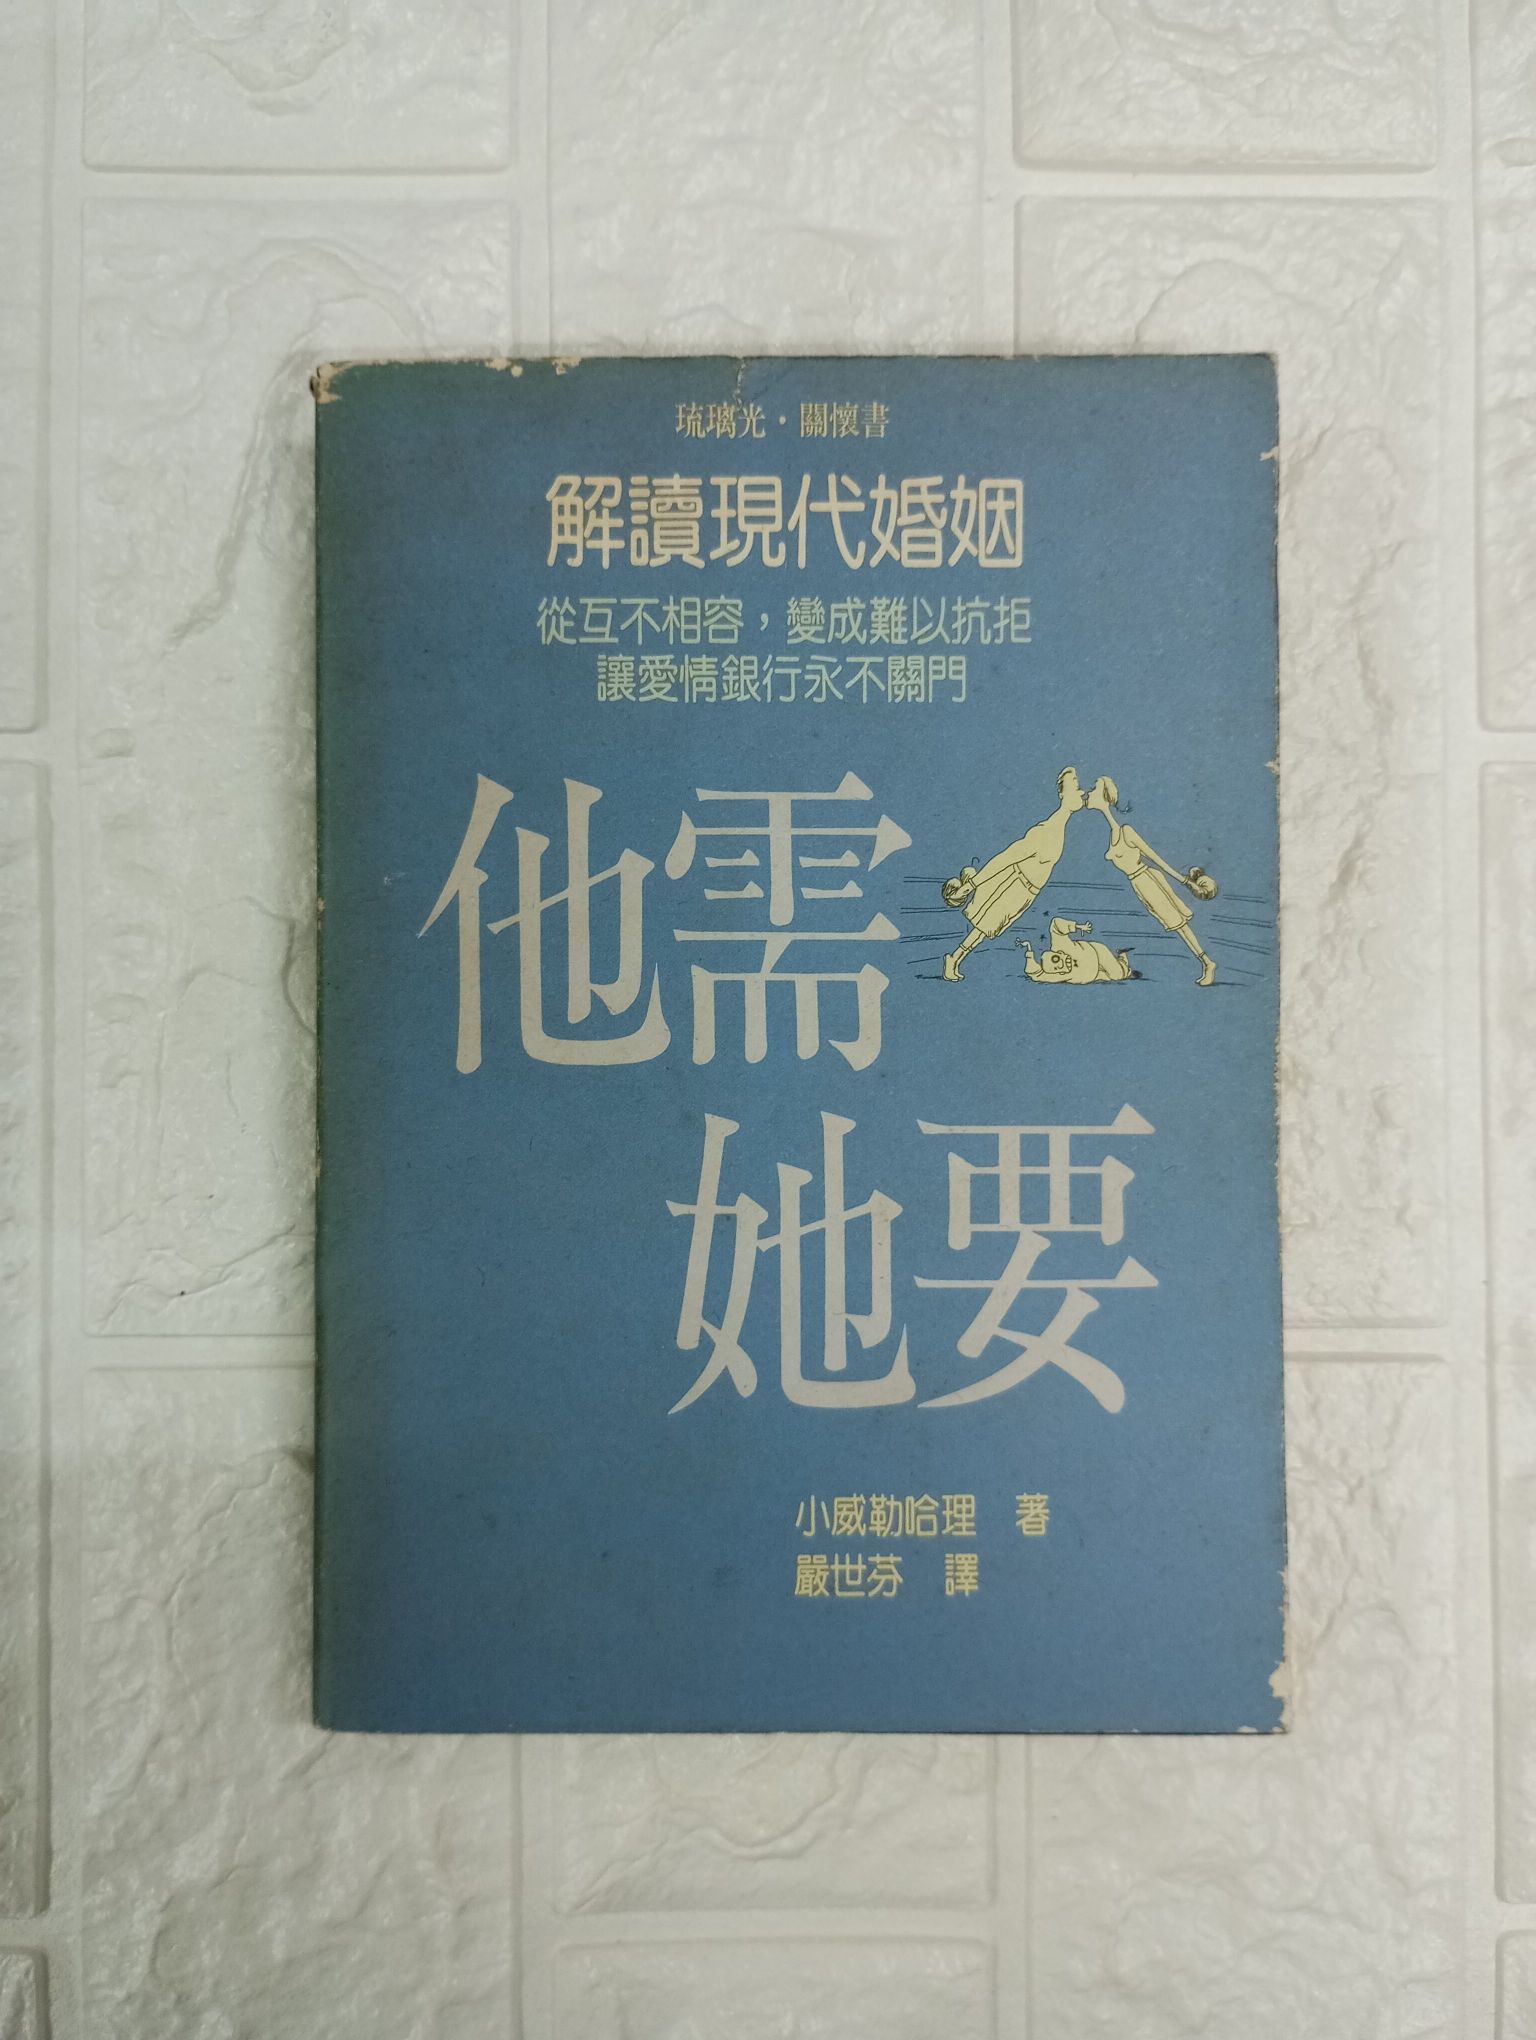 琉璃光・關懷書
解讀現代婚姻
從互不相容，變成難以抗拒
讓愛情銀行永不關門
他需
她要
小威勒哈理　著
嚴世芬　譯